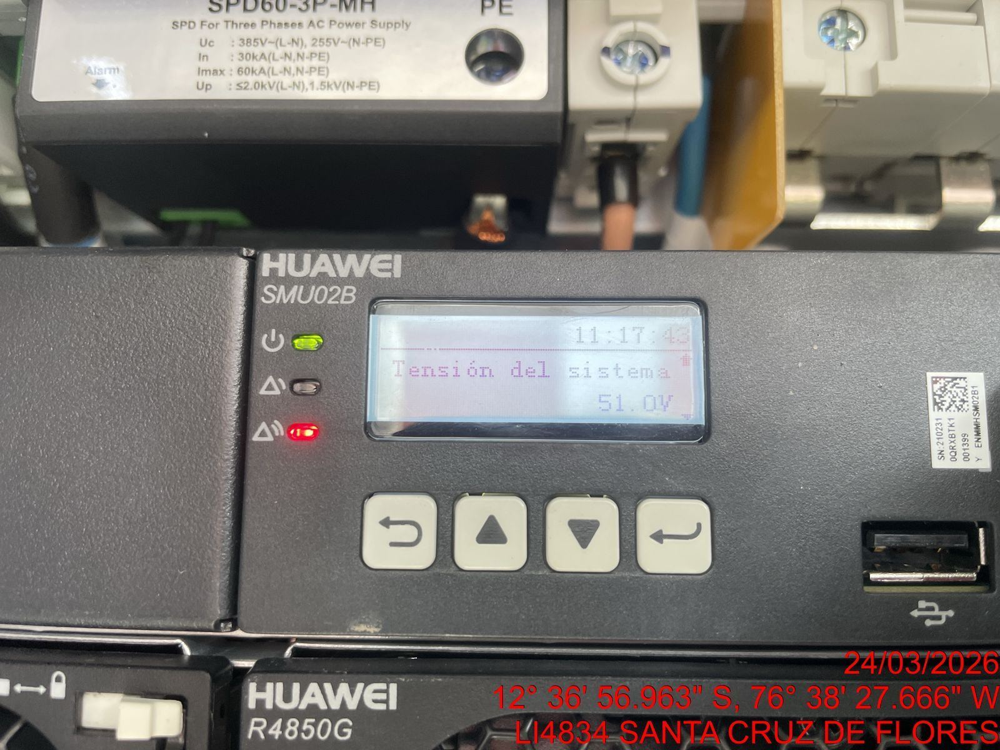 SPD60-3P-MH
PE
SPD For Three Phases AC Power Supply
Uc : 385V~(L-N), 255V~(N-PE)
In : 30kA(L-N,N-PE)
Imax : 60kA(L-N,N-PE)
Up : ≤2.0kV(L-N),1.5kV(N-PE)
Alarm
HUAWEI
SMU02B
11:17:43
Tensión del sistema
51.0V
SN:210231
0QRXBTK1
001399
Y ENMMHSM02B1
HUAWEI
R4850G
24/03/2026
12° 36' 56.963" S, 76° 38' 27.666" W
LI4834 SANTA CRUZ DE FLORES